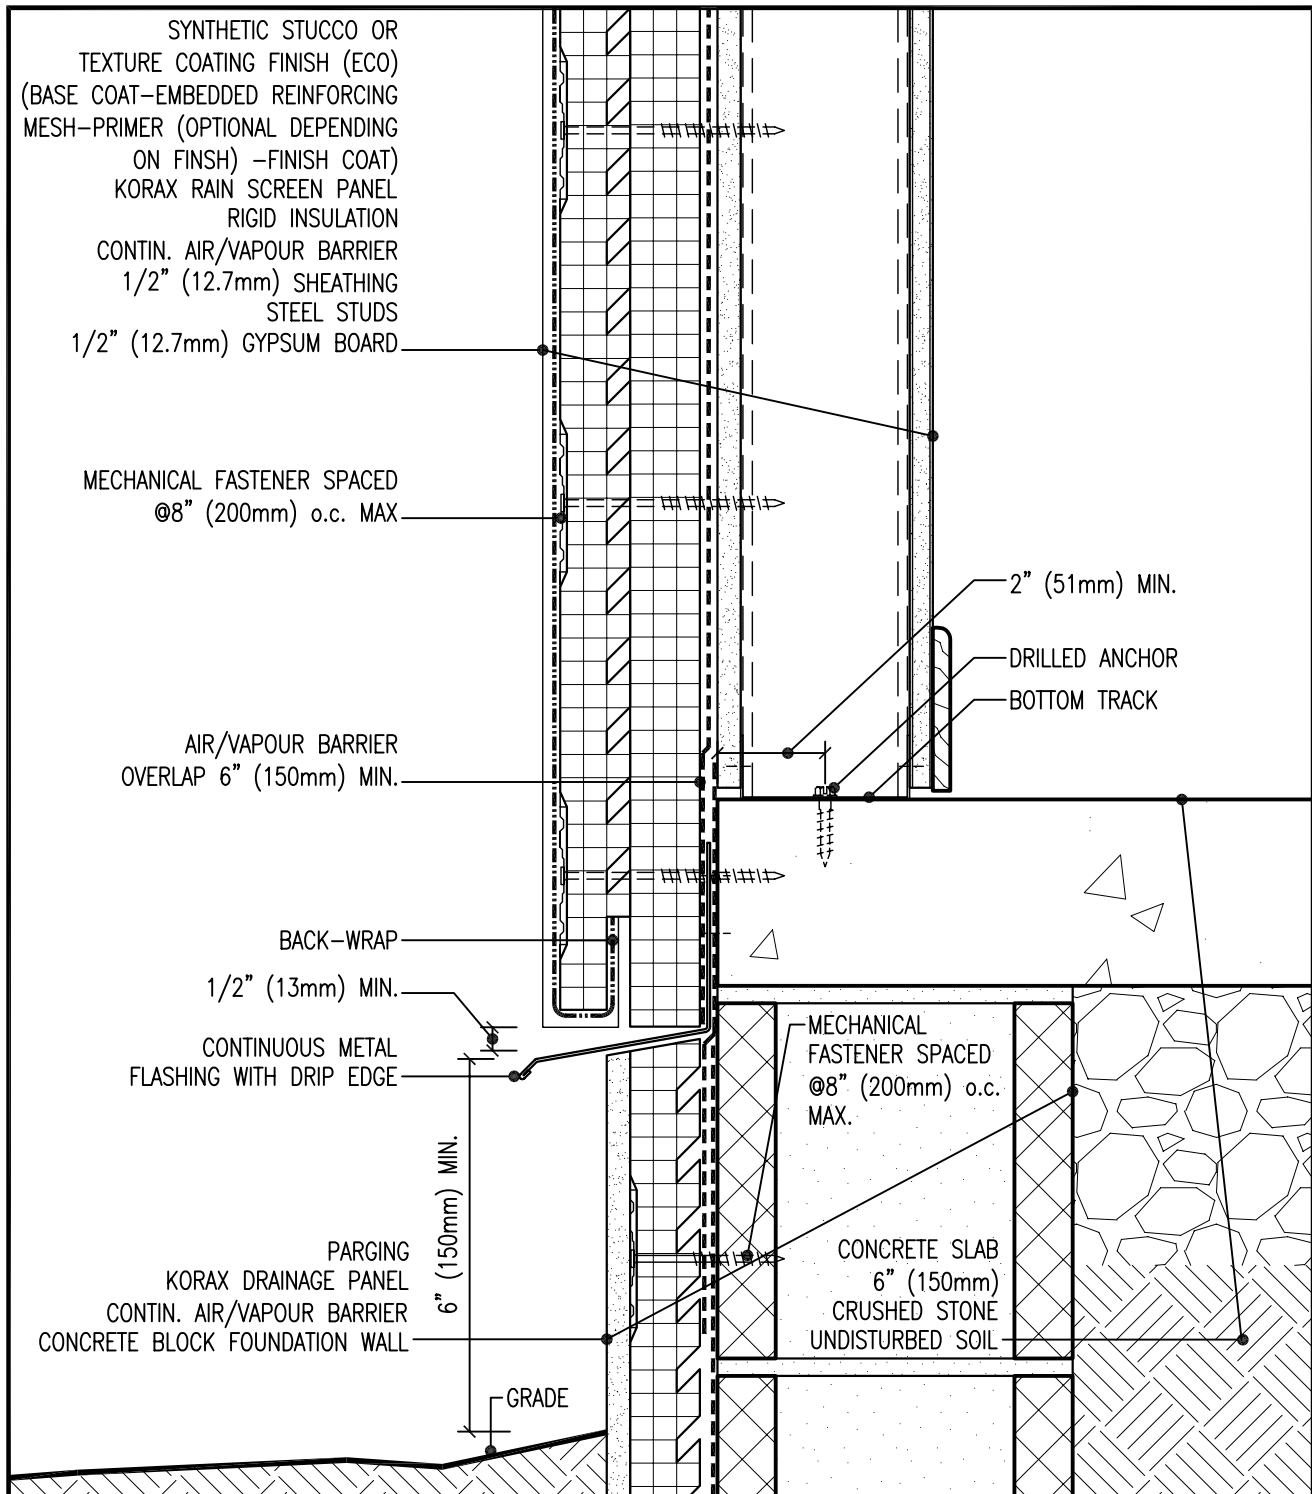 SYNTHETIC STUCCO OR
TEXTURE COATING FINISH (ECO)
(BASE COAT-EMBEDDED REINFORCING
MESH-PRIMER (OPTIONAL DEPENDING
ON FINSH) -FINISH COAT)
KORAX RAIN SCREEN PANEL
RIGID INSULATION
CONTIN. AIR/VAPOUR BARRIER
1/2" (12.7mm) SHEATHING
STEEL STUDS
1/2" (12.7mm) GYPSUM BOARD
MECHANICAL FASTENER SPACED
@8" (200mm) o.c. MAX
2" (51mm) MIN.
DRILLED ANCHOR
BOTTOM TRACK
AIR/VAPOUR BARRIER
OVERLAP 6" (150mm) MIN.
BACK-WRAP
1/2" (13mm) MIN.
CONTINUOUS METAL
FLASHING WITH DRIP EDGE
MECHANICAL
FASTENER SPACED
@8" (200mm) o.c.
MAX.
6" (150mm) MIN.
PARGING
KORAX DRAINAGE PANEL
CONTIN. AIR/VAPOUR BARRIER
CONCRETE BLOCK FOUNDATION WALL
CONCRETE SLAB
6" (150mm)
CRUSHED STONE
UNDISTURBED SOIL
GRADE